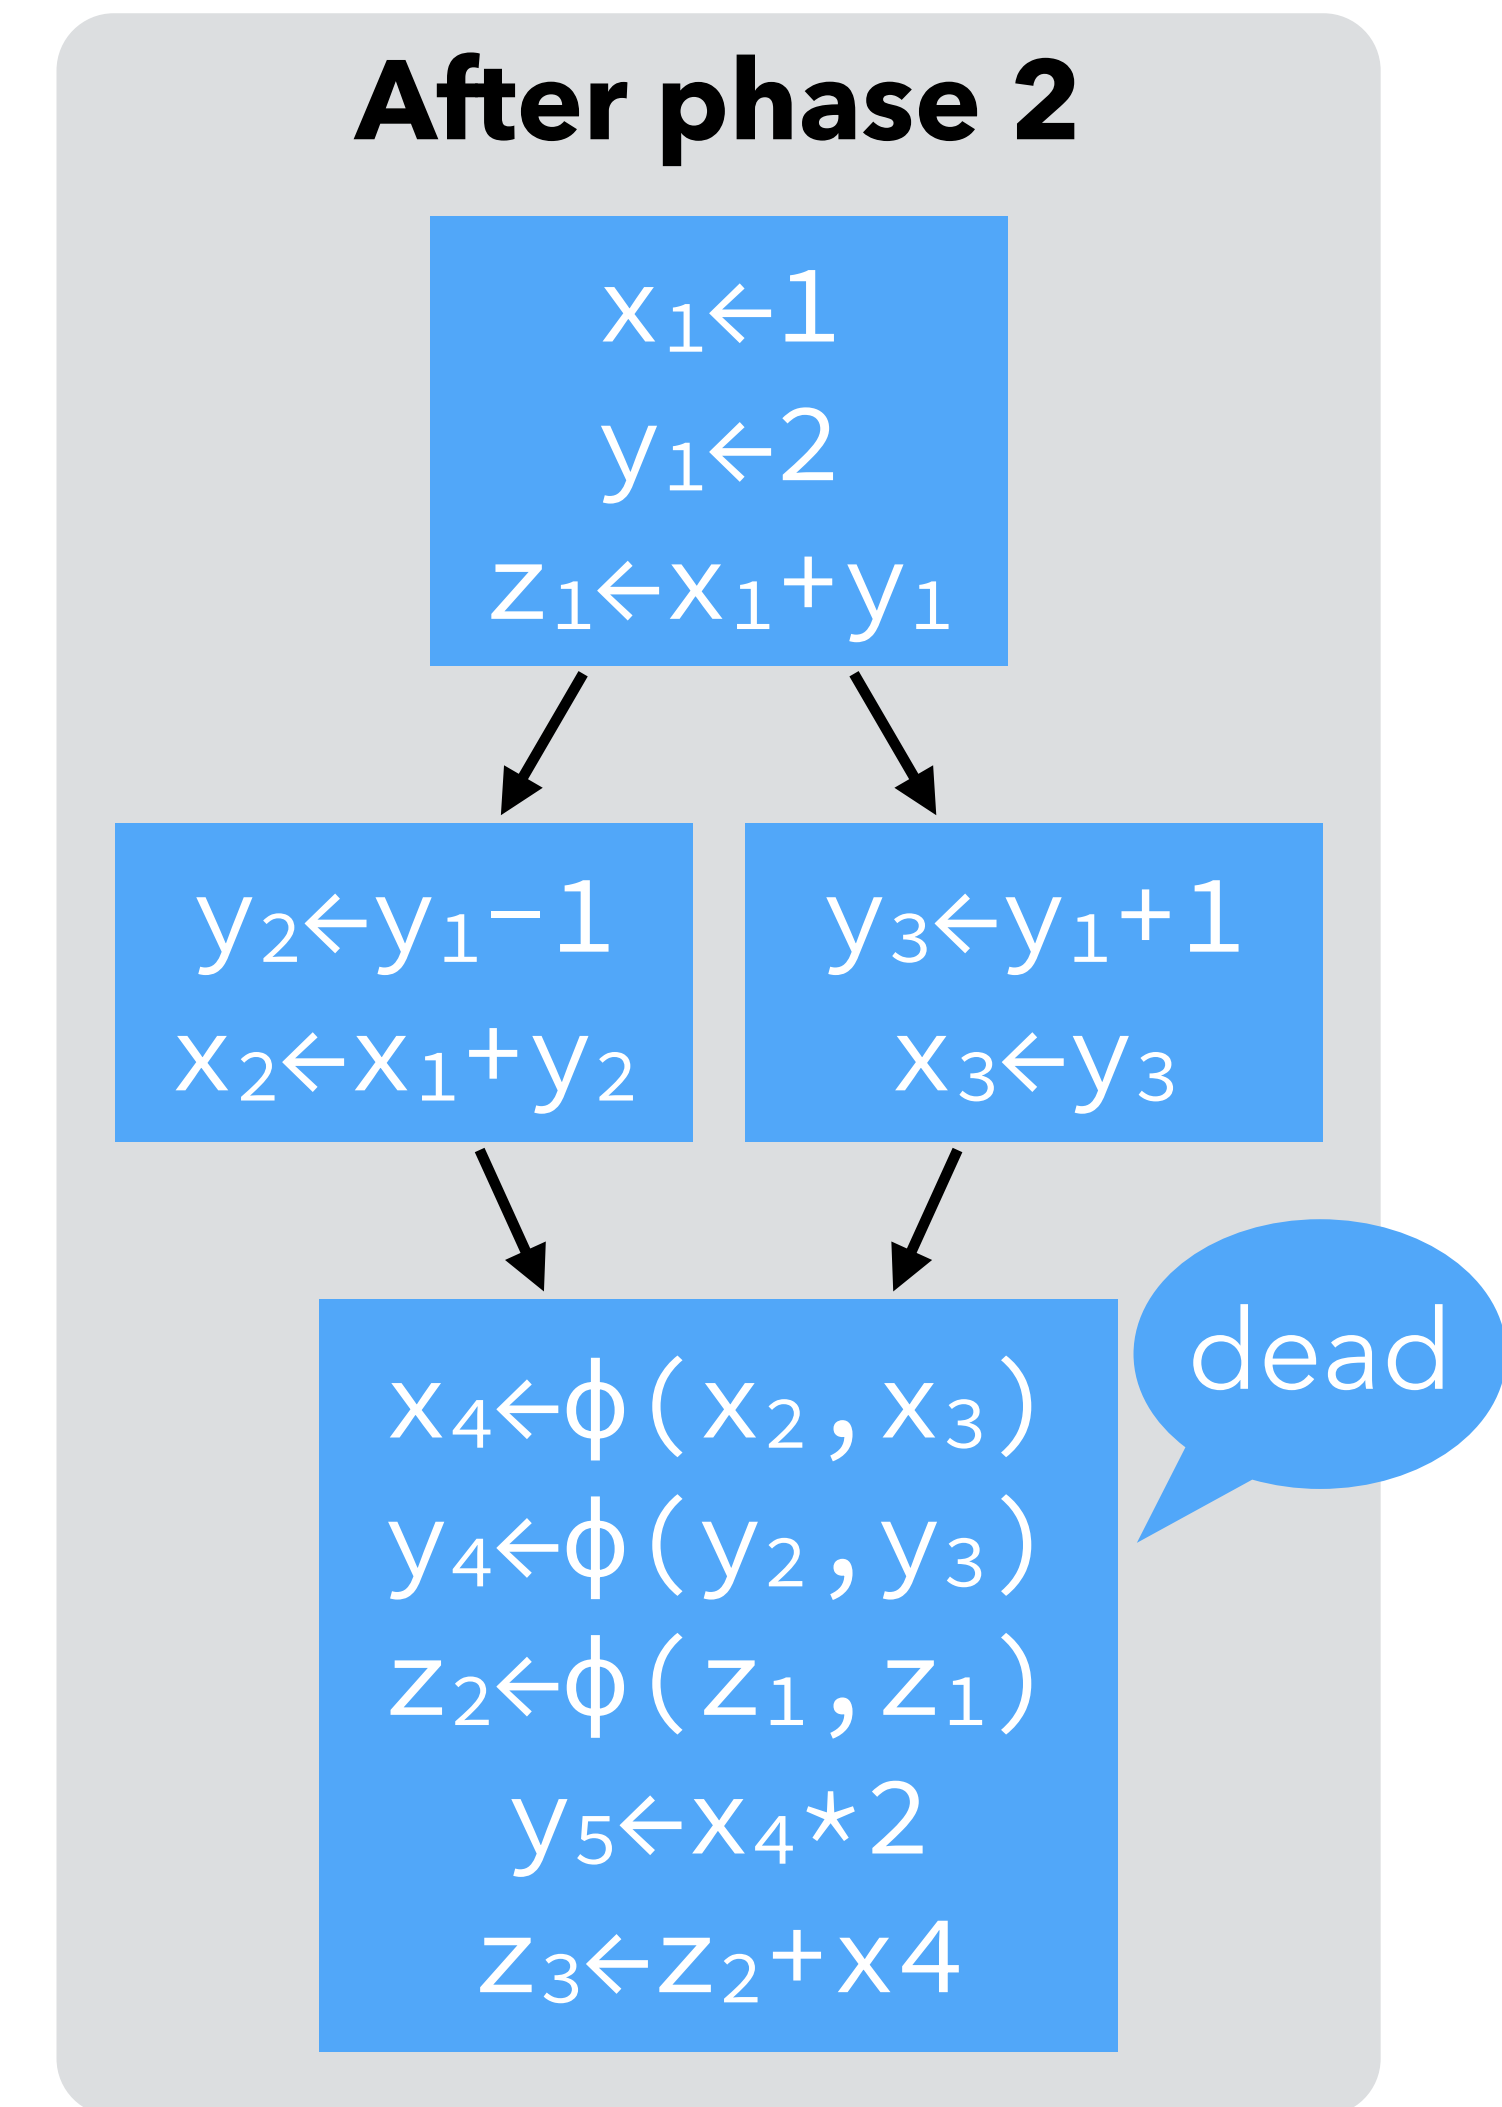 After phase 2
x₁←1
y₁←2
z₁←x₁+y₁
y₂←y₁-1
x₂←x₁+y₂
y₃←y₁+1
x₃←y₃
dead
x₄←ϕ(x₂,x₃)
y₄←ϕ(y₂,y₃)
z₂←ϕ(z₁,z₁)
y₅←x₄*2
z₃←z₂+x4